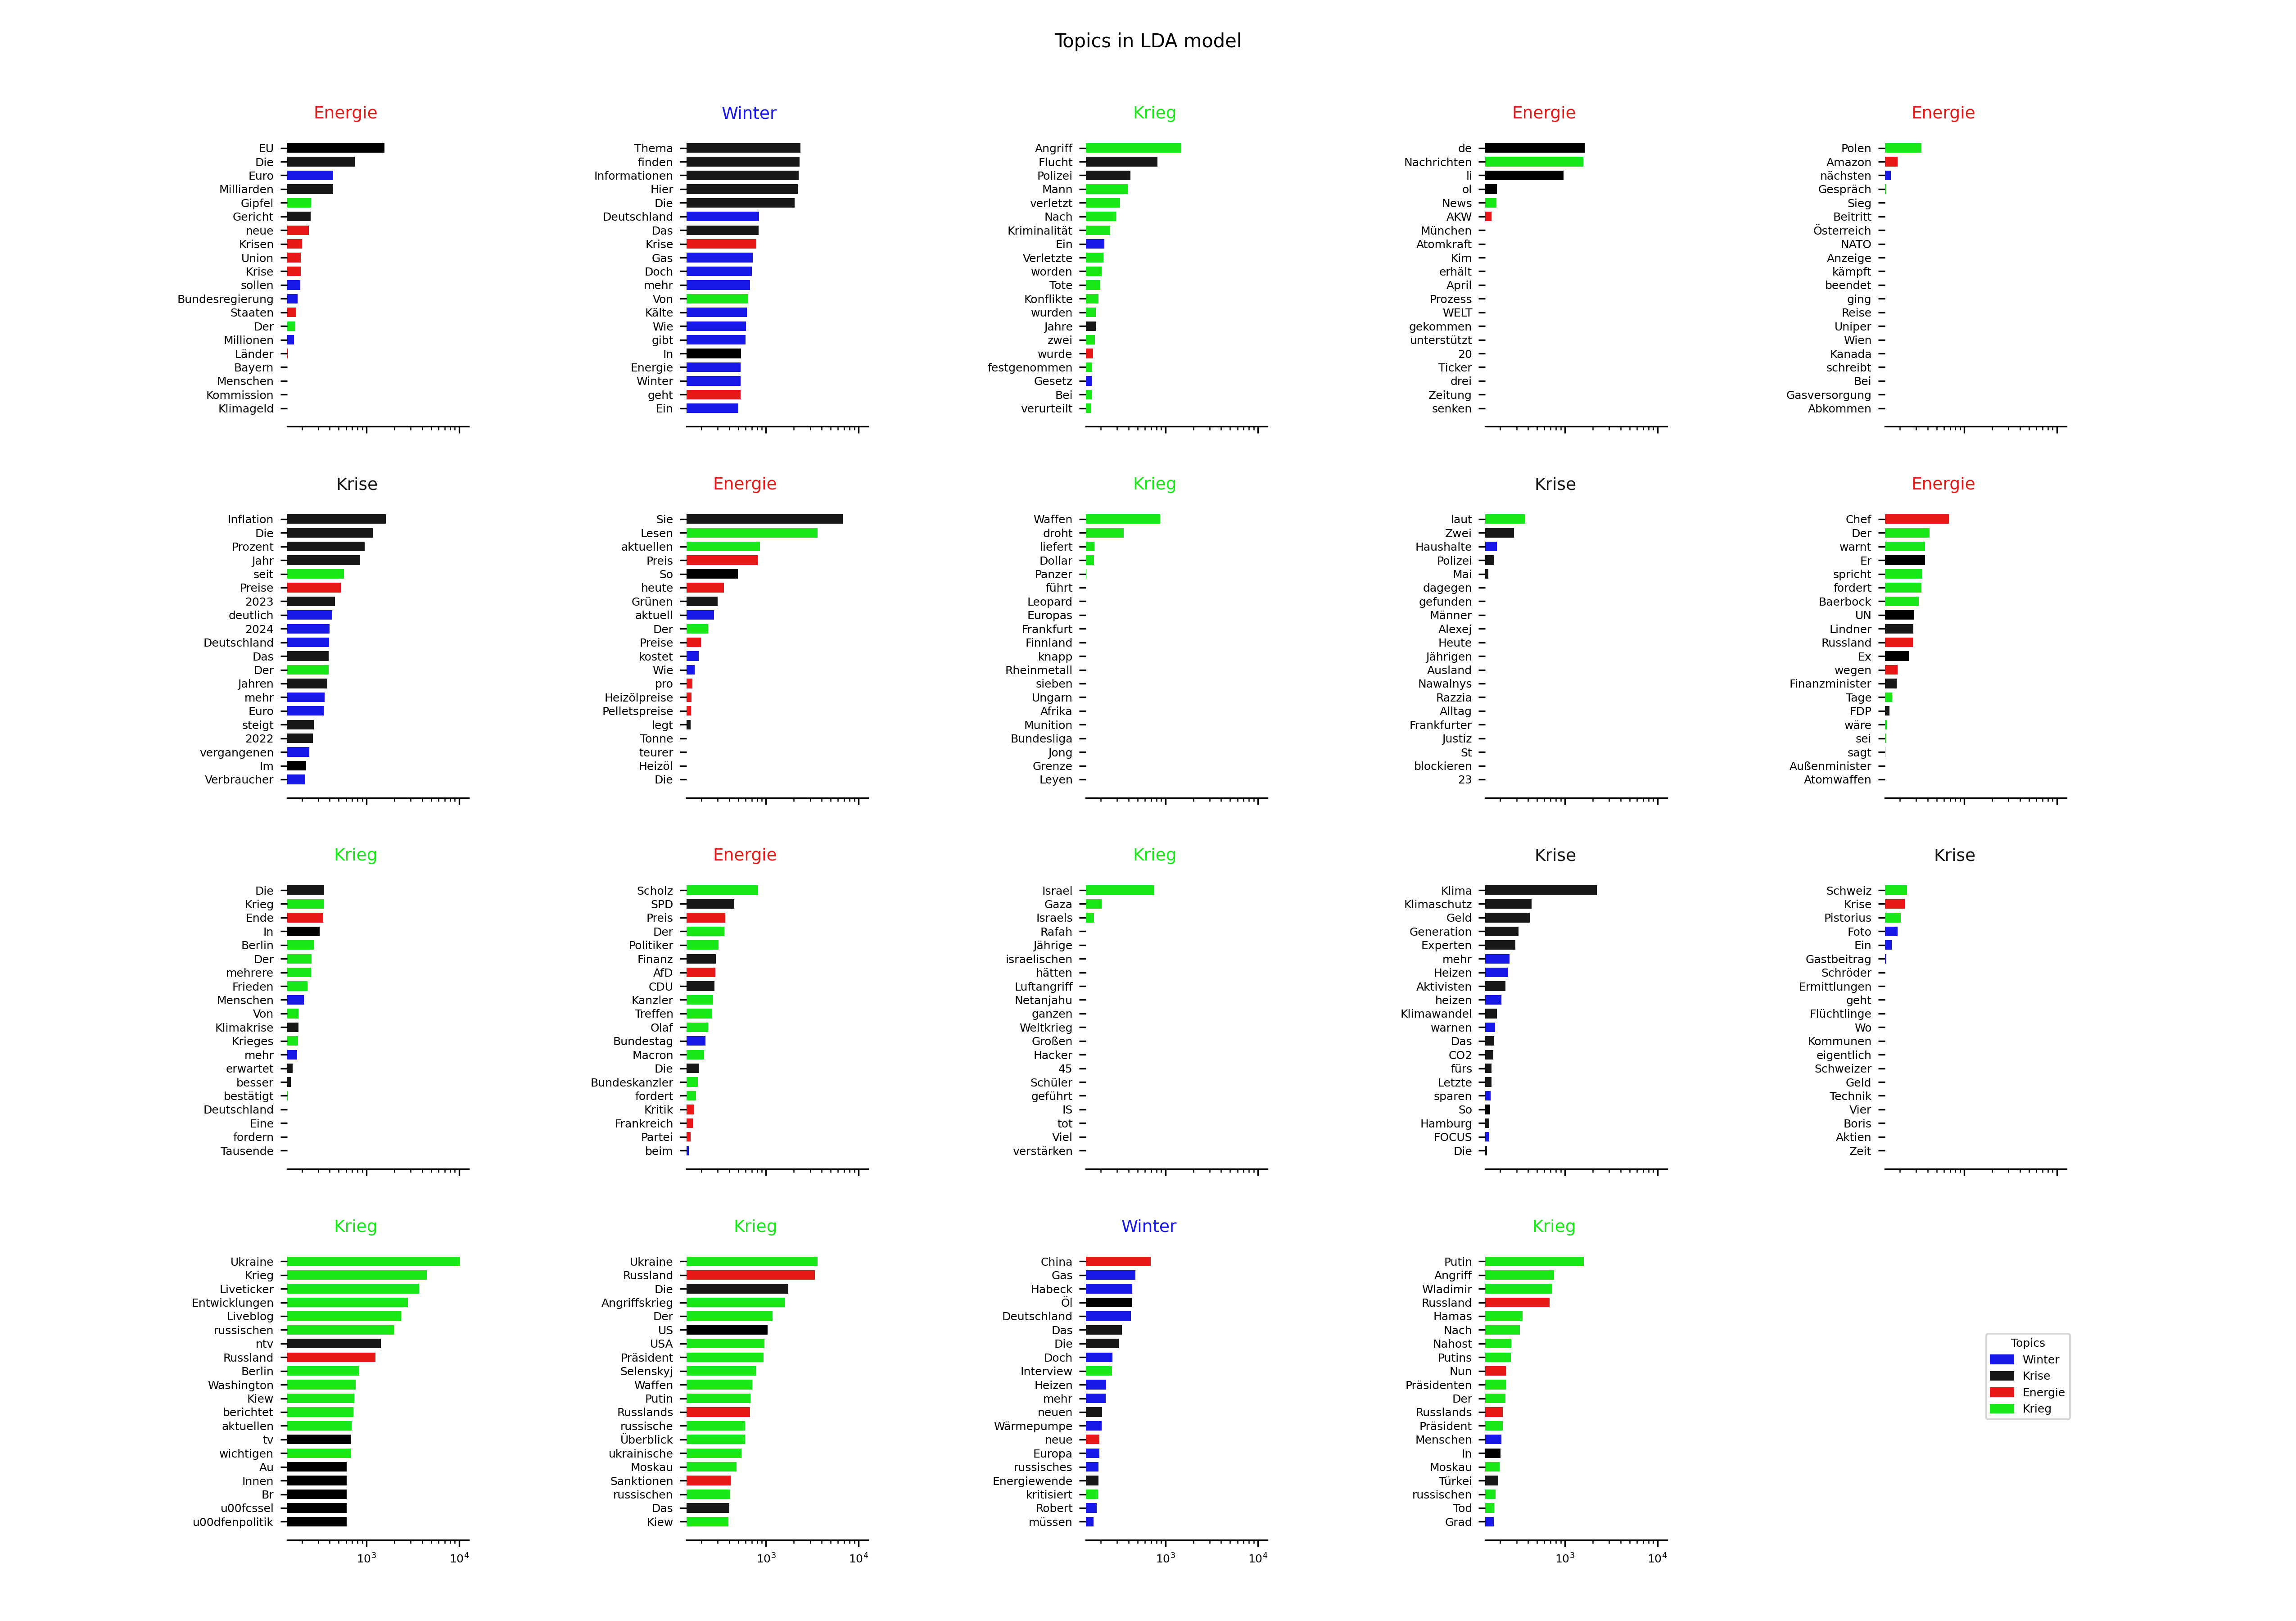 Topics in LDA model
Energie
EU
Die
Euro
Milliarden
Gipfel
Gericht
neue
Krisen
Union
Krise
sollen
Bundesregierung
Staaten
Der
Millionen
Länder
Bayern
Menschen
Kommission
Klimageld
Winter
Thema
finden
Informationen
Hier
Die
Deutschland
Das
Krise
Gas
Doch
mehr
Von
Kälte
Wie
gibt
In
Energie
Winter
geht
Ein
Krieg
Angriff
Flucht
Polizei
Mann
verletzt
Nach
Kriminalität
Ein
Verletzte
worden
Tote
Konflikte
wurden
Jahre
zwei
wurde
festgenommen
Gesetz
Bei
verurteilt
Energie
de
Nachrichten
li
ol
News
AKW
München
Atomkraft
Kim
erhält
April
Prozess
WELT
gekommen
unterstützt
20
Ticker
drei
Zeitung
senken
Energie
Polen
Amazon
nächsten
Gespräch
Sieg
Beitritt
Österreich
NATO
Anzeige
kämpft
beendet
ging
Reise
Uniper
Wien
Kanada
schreibt
Bei
Gasversorgung
Abkommen
Krise
Inflation
Die
Prozent
Jahr
seit
Preise
2023
deutlich
2024
Deutschland
Das
Der
Jahren
mehr
Euro
steigt
2022
vergangenen
Im
Verbraucher
Energie
Sie
Lesen
aktuellen
Preis
So
heute
Grünen
aktuell
Der
Preise
kostet
Wie
pro
Heizölpreise
Pelletspreise
legt
Tonne
teurer
Heizöl
Die
Krieg
Waffen
droht
liefert
Dollar
Panzer
führt
Leopard
Europas
Frankfurt
Finnland
knapp
Rheinmetall
sieben
Ungarn
Afrika
Munition
Bundesliga
Jong
Grenze
Leyen
Krise
laut
Zwei
Haushalte
Polizei
Mai
dagegen
gefunden
Männer
Alexej
Heute
Jährigen
Ausland
Nawalnys
Razzia
Alltag
Frankfurter
Justiz
St
blockieren
23
Energie
Chef
Der
warnt
Er
spricht
fordert
Baerbock
UN
Lindner
Russland
Ex
wegen
Finanzminister
Tage
FDP
wäre
sei
sagt
Außenminister
Atomwaffen
Krieg
Die
Krieg
Ende
In
Berlin
Der
mehrere
Frieden
Menschen
Von
Klimakrise
Krieges
mehr
erwartet
besser
bestätigt
Deutschland
Eine
fordern
Tausende
Energie
Scholz
SPD
Preis
Der
Politiker
Finanz
AfD
CDU
Kanzler
Treffen
Olaf
Bundestag
Macron
Die
Bundeskanzler
fordert
Kritik
Frankreich
Partei
beim
Krieg
Israel
Gaza
Israels
Rafah
Jährige
israelischen
hätten
Luftangriff
Netanjahu
ganzen
Weltkrieg
Großen
Hacker
45
Schüler
geführt
IS
tot
Viel
verstärken
Krise
Klima
Klimaschutz
Geld
Generation
Experten
mehr
Heizen
Aktivisten
heizen
Klimawandel
warnen
Das
CO2
fürs
Letzte
sparen
So
Hamburg
FOCUS
Die
Krise
Schweiz
Krise
Pistorius
Foto
Ein
Gastbeitrag
Schröder
Ermittlungen
geht
Flüchtlinge
Wo
Kommunen
eigentlich
Schweizer
Geld
Technik
Vier
Boris
Aktien
Zeit
Krieg
Ukraine
Krieg
Liveticker
Entwicklungen
Liveblog
russischen
ntv
Russland
Berlin
Washington
Kiew
berichtet
aktuellen
tv
wichtigen
Au
Innen
Br
u00fcssel
u00dfenpolitik
10³ 10⁴
Krieg
Ukraine
Russland
Die
Angriffskrieg
Der
US
USA
Präsident
Selenskyj
Waffen
Putin
Russlands
russische
Überblick
ukrainische
Moskau
Sanktionen
russischen
Das
Kiew
10³ 10⁴
Winter
China
Gas
Habeck
Öl
Deutschland
Das
Die
Doch
Interview
Heizen
mehr
neuen
Wärmepumpe
neue
Europa
russisches
Energiewende
kritisiert
Robert
müssen
10³ 10⁴
Krieg
Putin
Angriff
Wladimir
Russland
Hamas
Nach
Nahost
Putins
Nun
Präsidenten
Der
Russlands
Präsident
Menschen
In
Moskau
Türkei
russischen
Tod
Grad
10³ 10⁴
Topics
Winter
Krise
Energie
Krieg